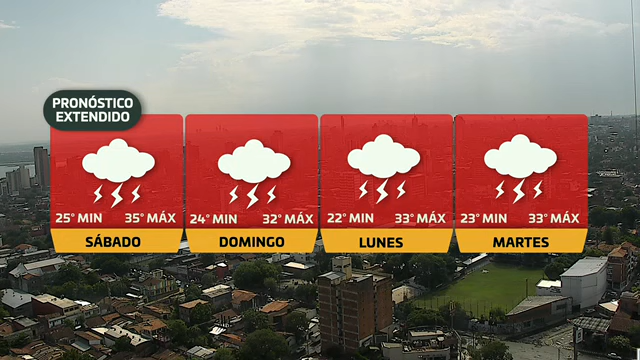 PRONÓSTICO
EXTENDIDO
25° MIN 35° MÁX
SÁBADO
24° MIN 32° MÁX
DOMINGO
22° MIN 33° MÁX
LUNES
23° MIN 33° MÁX
MARTES